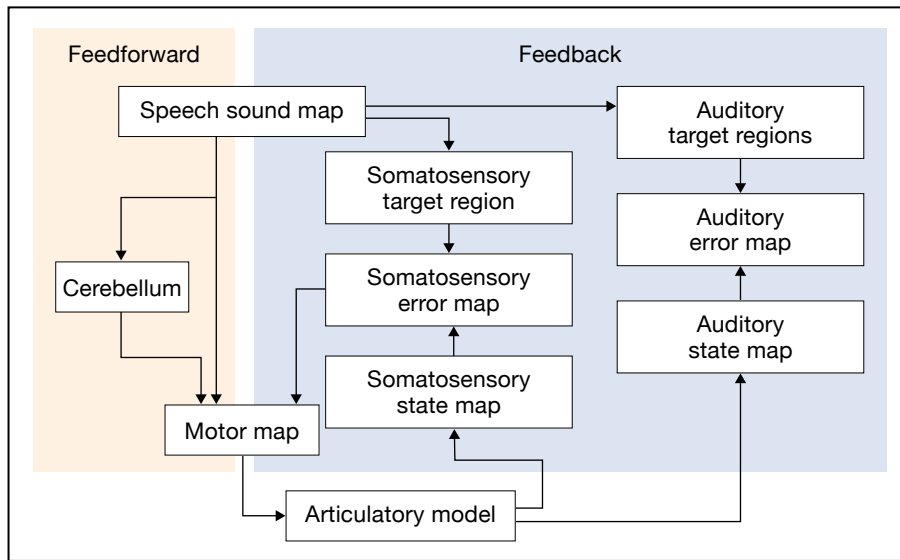 Feedforward
Feedback
Speech sound map
Auditory
target regions
Somatosensory
target region
Auditory
error map
Cerebellum
Somatosensory
error map
Auditory
state map
Somatosensory
state map
Motor map
Articulatory model